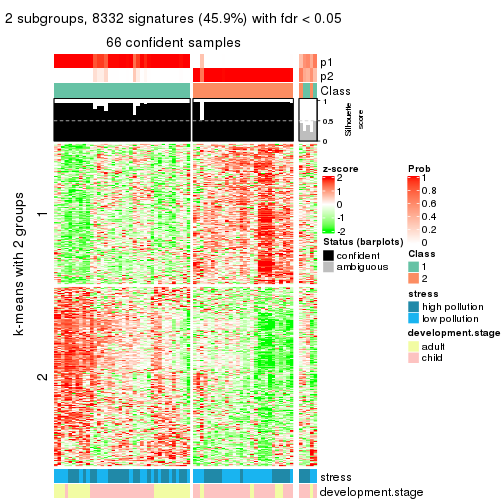 2 subgroups, 8332 signatures (45.9%) with fdr < 0.05
66 confident samples
p1
p2
Class
1
0.5
0
Silhouette
score
k-means with 2 groups
1
2
z-score
2
1
0
-1
-2
Status (barplots)
confident
ambiguous
Prob
1
0.8
0.6
0.4
0.2
0
Class
1
2
stress
high pollution
low pollution
development.stage
adult
child
stress
development.stage